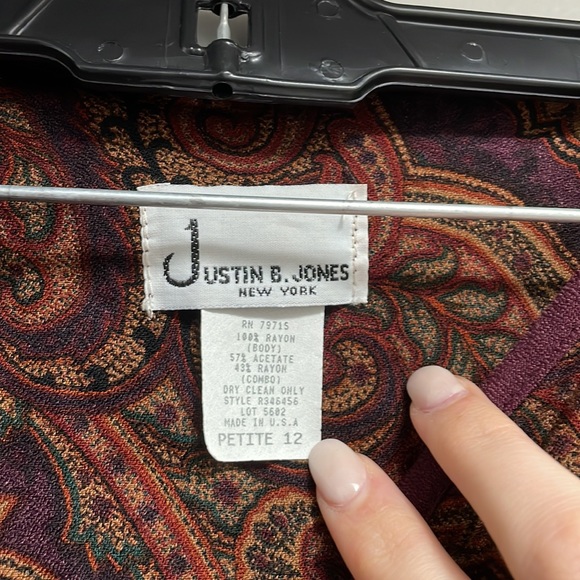 JUSTIN B. JONES
NEW YORK
RN 79715
100% RAYON
(BODY)
57% ACETATE
43% RAYON
(COMBO)
DRY CLEAN ONLY
STYLE R346456
LOT 5602
MADE IN U.S.A
PETITE 12